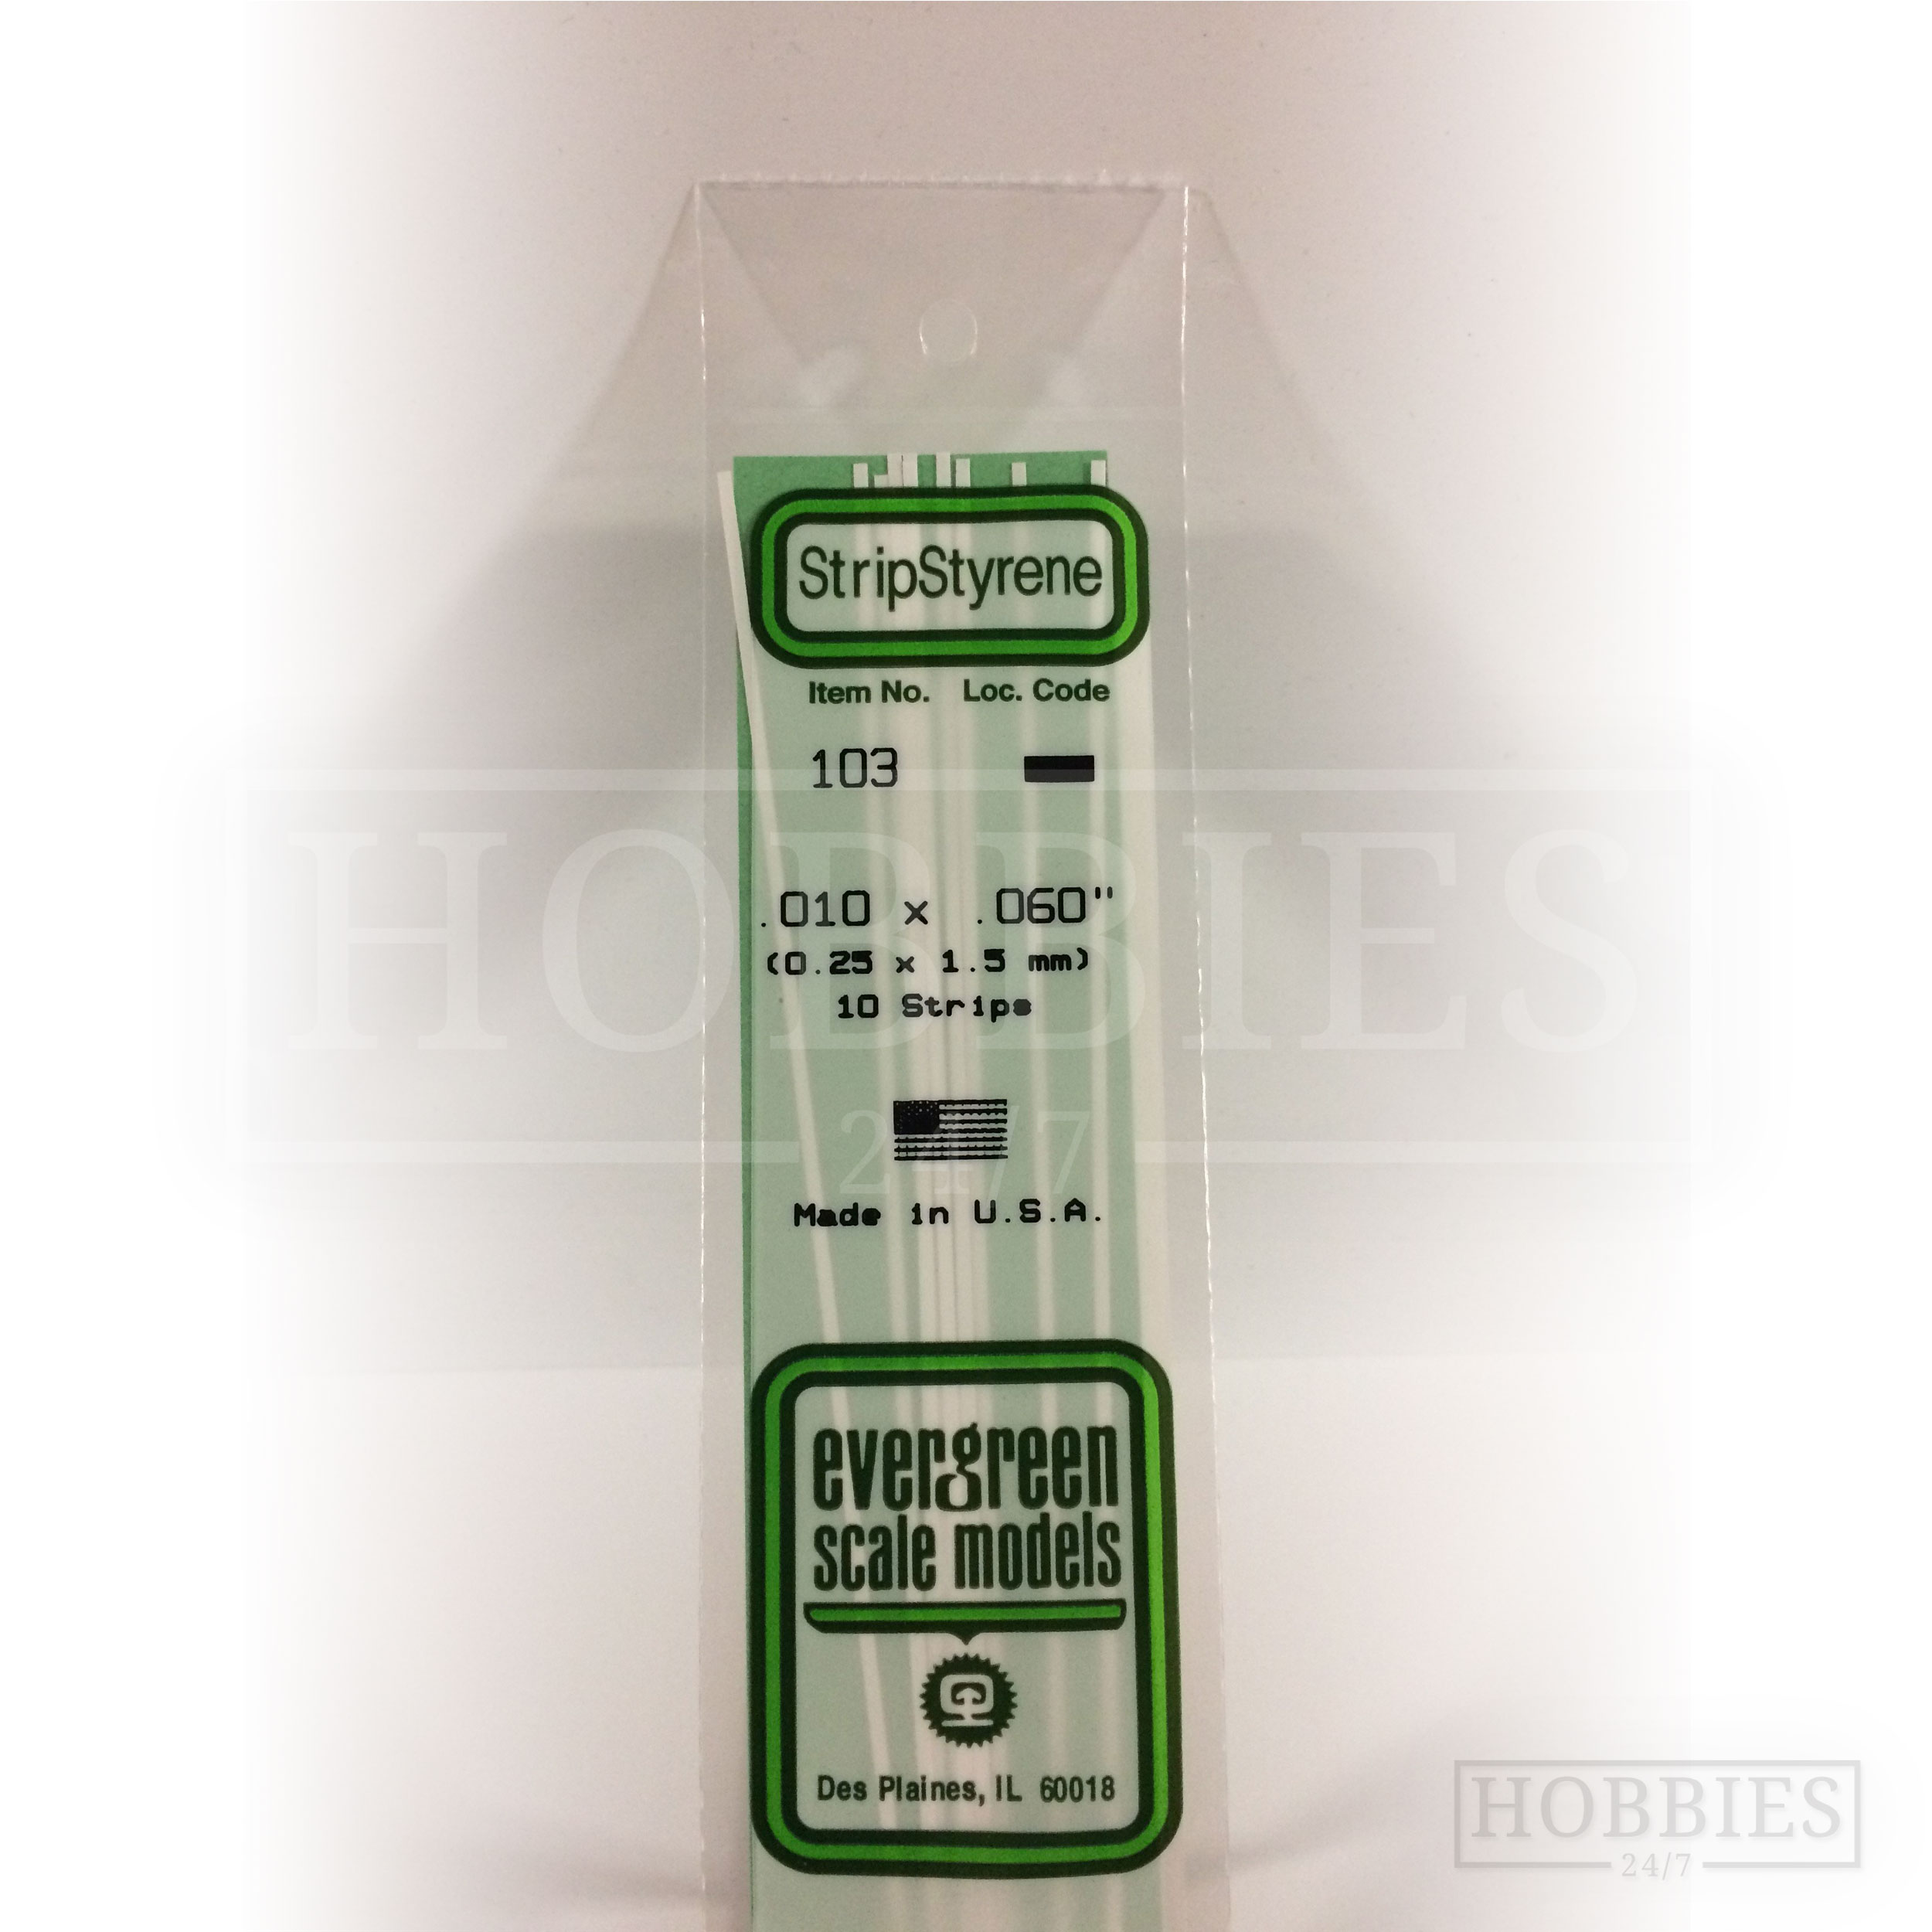 StripStyrene
Item No. Loc. Code
103
.010 x .060"
(0.25 x 1.5 mm)
10 Strips
Made in U.S.A.
evergreen
scale models
Des Plaines, IL 60018
HOBBIES
24/7
HOBBIES
24/7